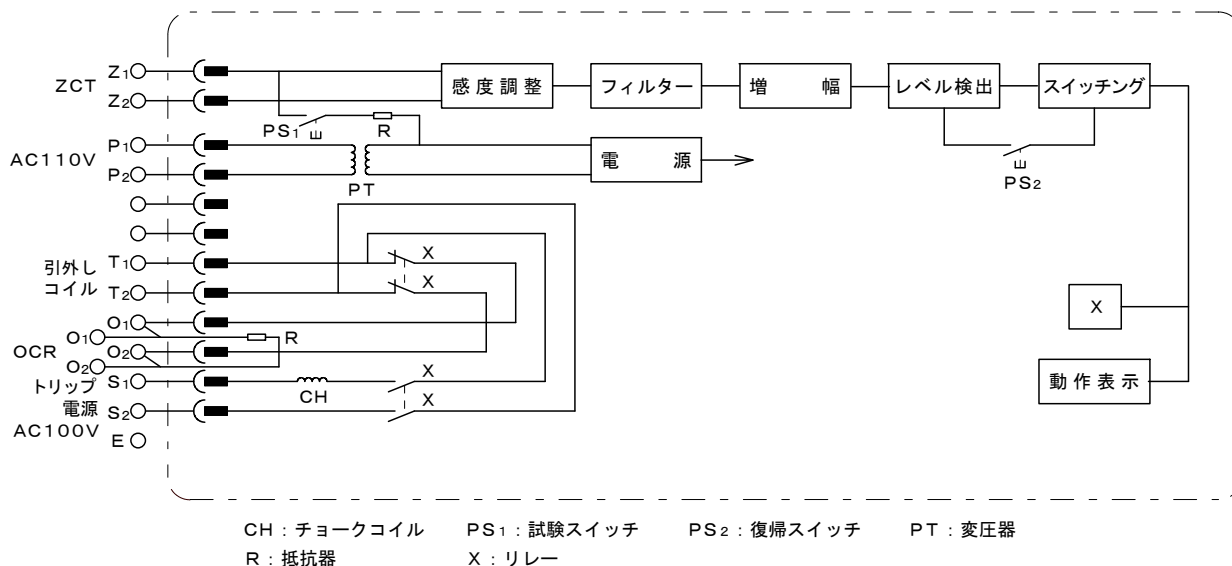 ZCT
Z1
Z2
感度調整
フィルター
増 幅
レベル検出
スイッチング
PS1
R
AC110V
P1
P2
PT
電 源
PS2
引外し
コイル
T1
T2
X
X
O1
O1
R
OCR
O2
O2
X
トリップ
電源
AC100V
S1
S2
E
CH
X
X
動作表示
CH：チョークコイル PS1：試験スイッチ PS2：復帰スイッチ PT：変圧器
R：抵抗器 X：リレー